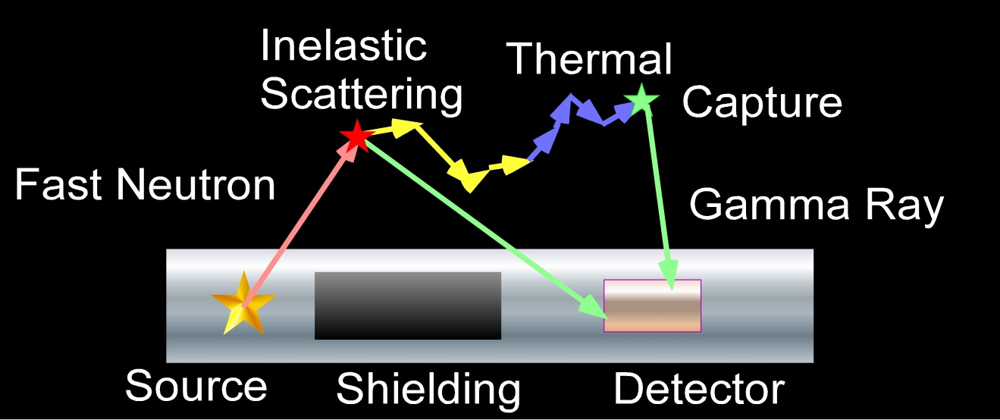 Inelastic
Scattering
Thermal
Capture
Fast Neutron
Gamma Ray
Source
Shielding
Detector